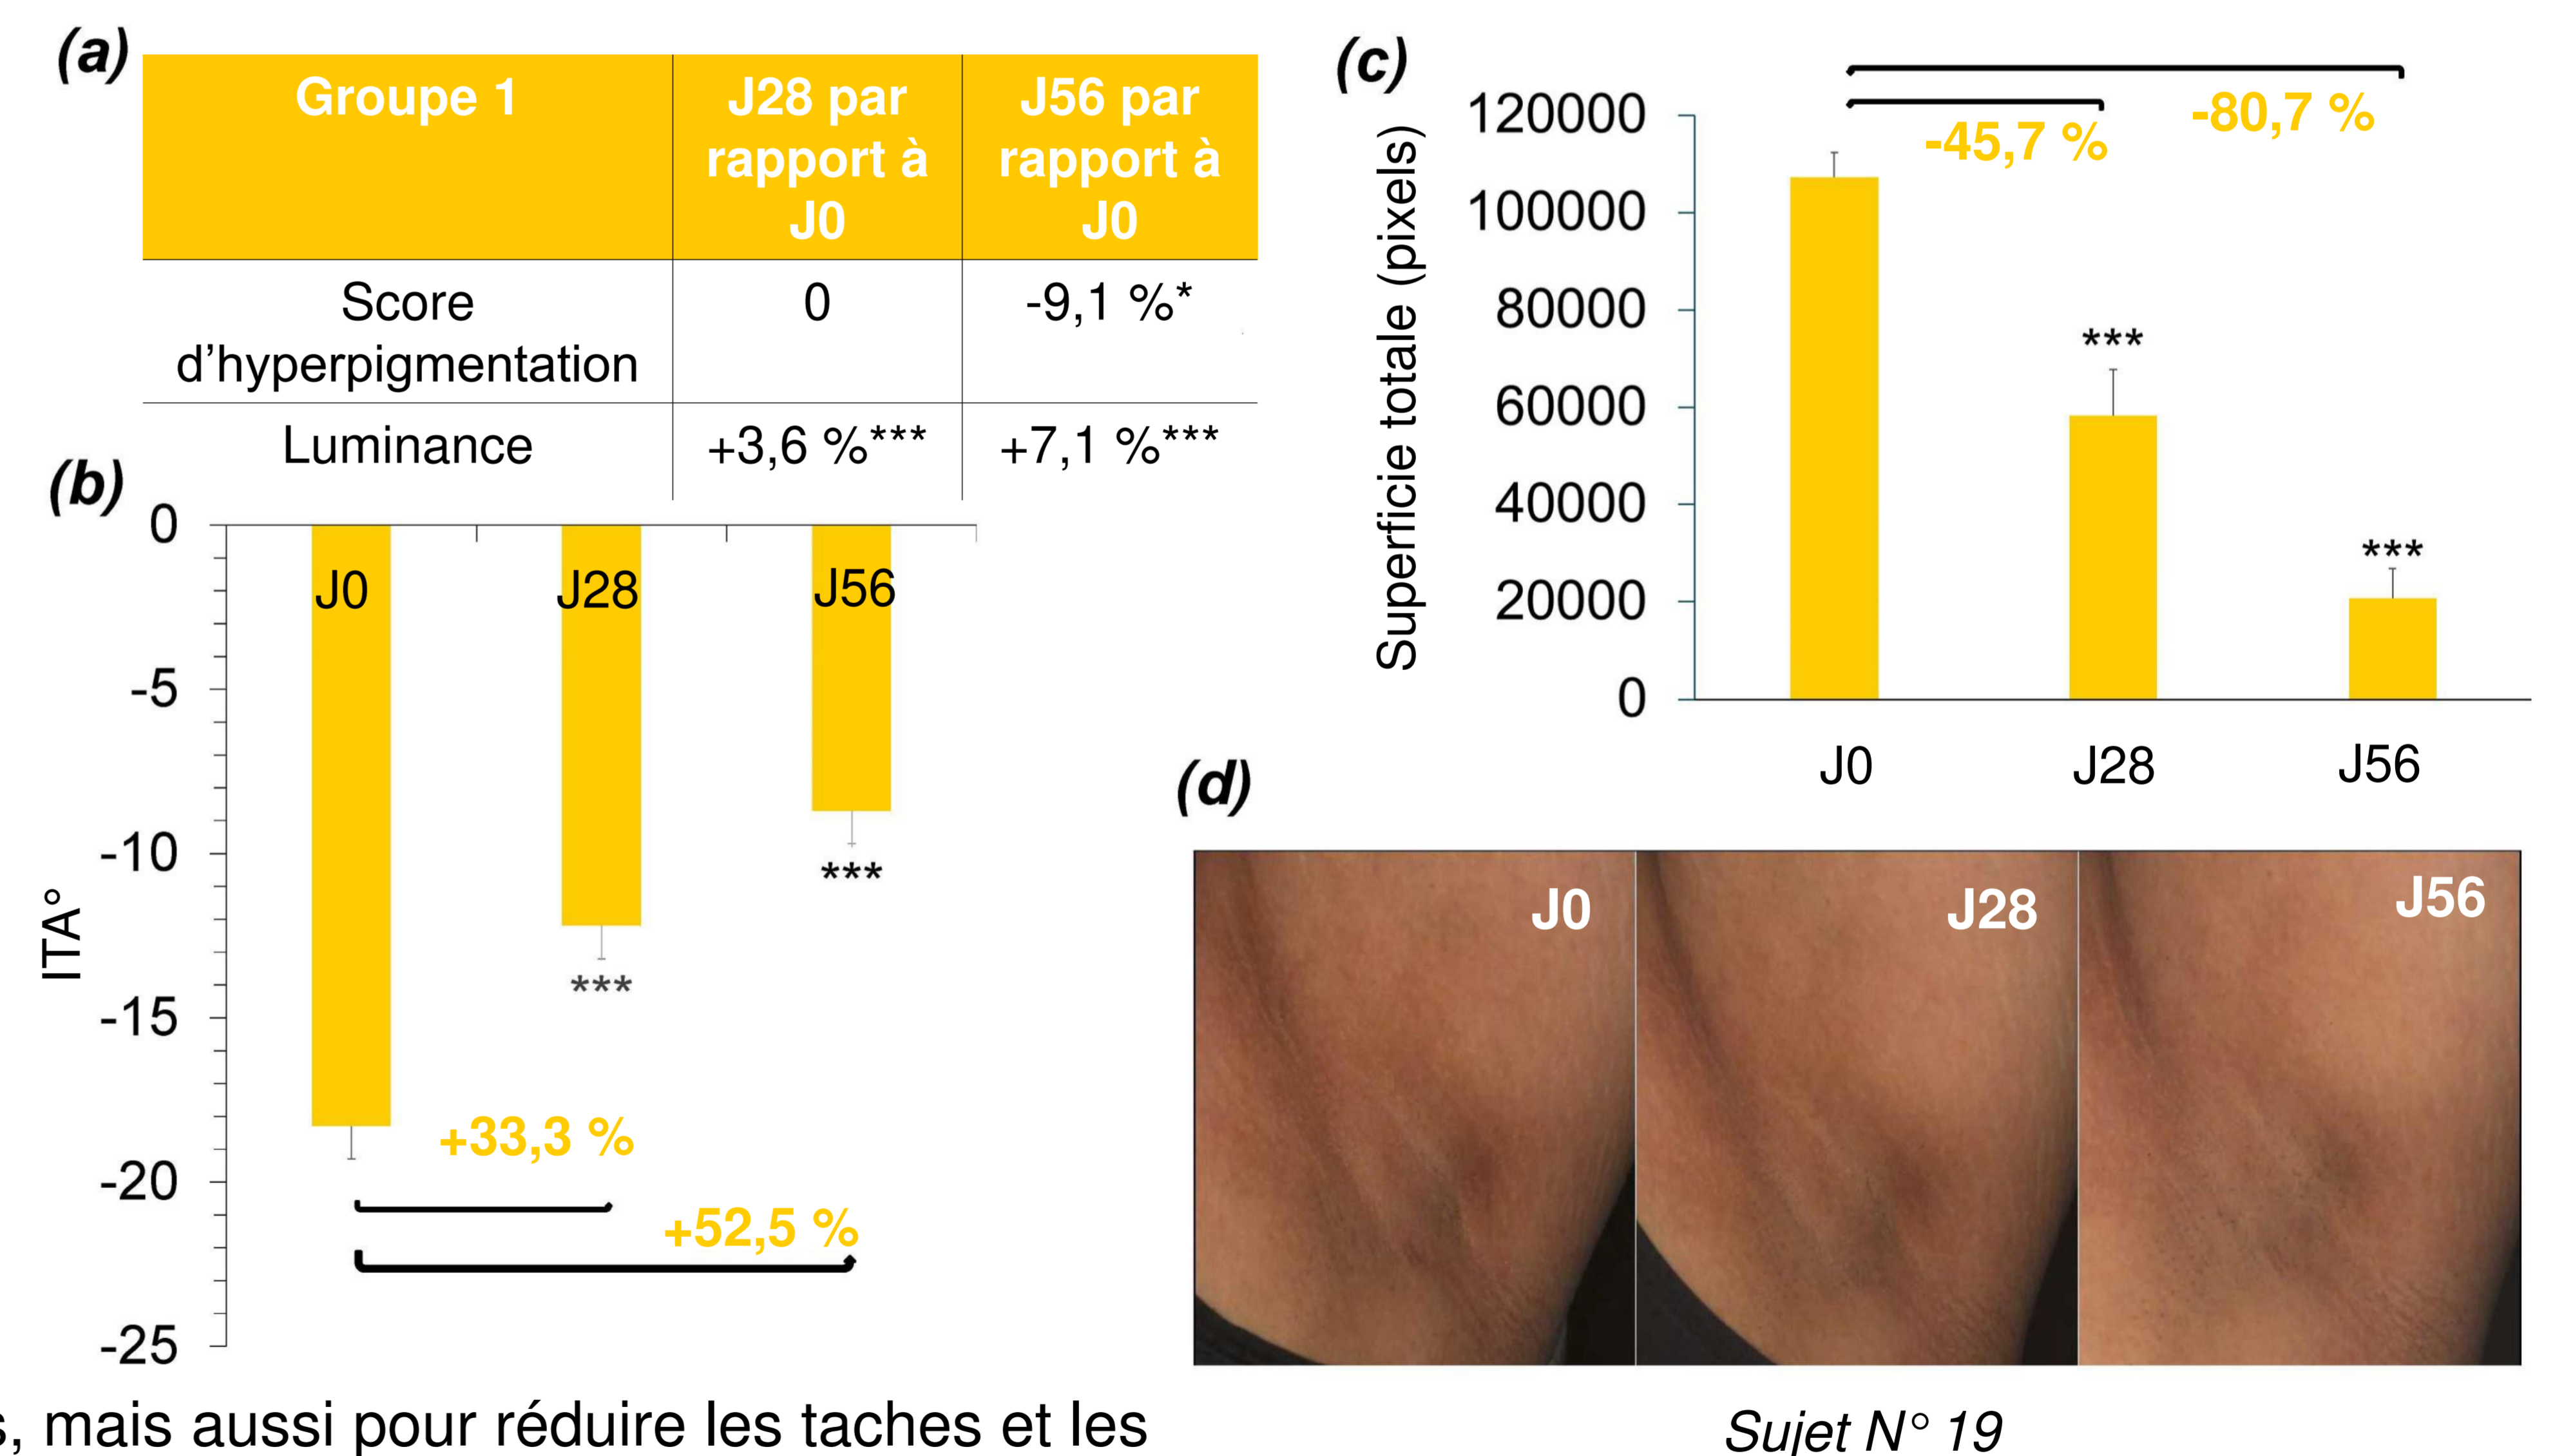 (a)
Groupe 1
J28 par
rapport à
J0
J56 par
rapport à
J0
Score
d’hyperpigmentation
0
-9,1 %*
Luminance
+3,6 %***
+7,1 %***
(b)
0
-5
-10
-15
-20
-25
ITA°
J0
J28
J56
***
***
+33,3 %
+52,5 %
(c)
Superficie totale (pixels)
120000
100000
80000
60000
40000
20000
0
-45,7 %
-80,7 %
***
***
J0
J28
J56
(d)
J0
J28
J56
s, mais aussi pour réduire les taches et les
Sujet N° 19